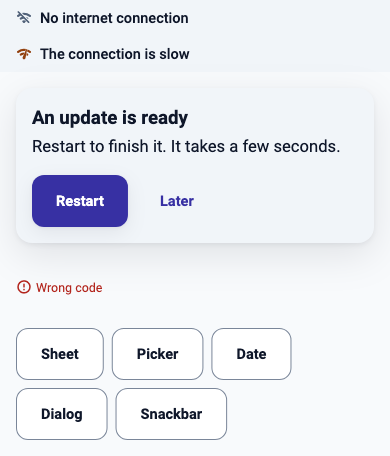 No internet connection
The connection is slow
An update is ready
Restart to finish it. It takes a few seconds.
Restart Later
Wrong code
Sheet Picker Date
Dialog Snackbar